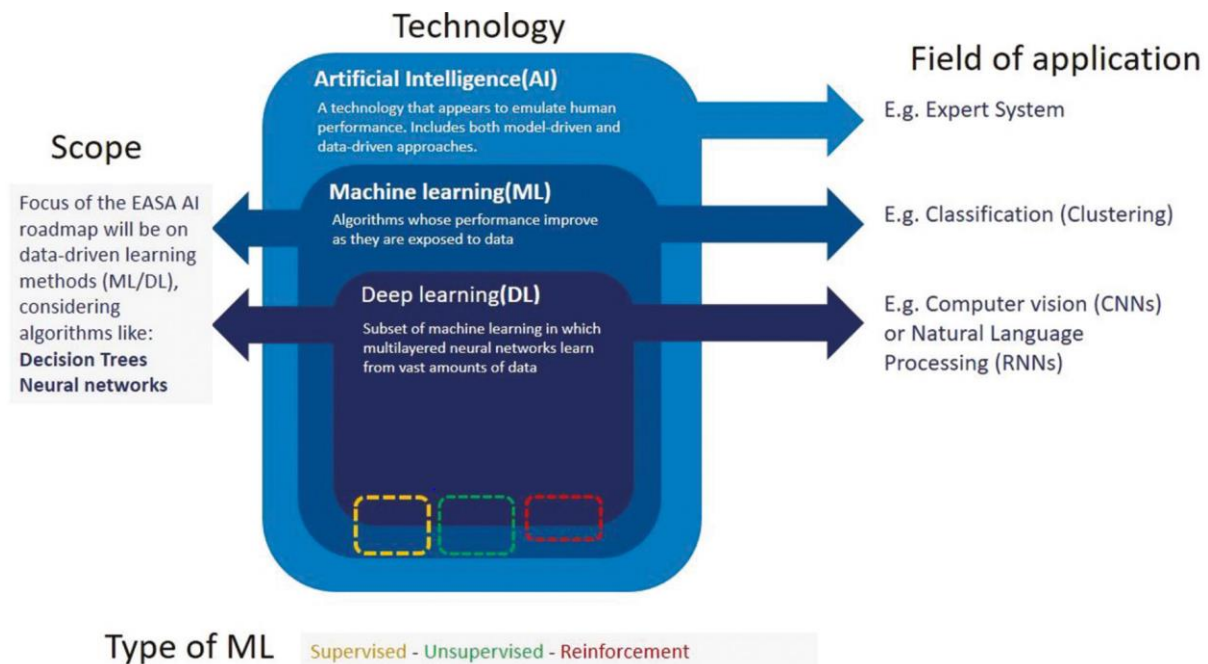 Technology
Artificial Intelligence(AI)
A technology that appears to emulate human
performance. Includes both model-driven and
data-driven approaches.
Machine learning(ML)
Algorithms whose performance improve
as they are exposed to data
Deep learning(DL)
Subset of machine learning in which
multilayered neural networks learn
from vast amounts of data
Scope
Focus of the EASA AI
roadmap will be on
data-driven learning
methods (ML/DL),
considering
algorithms like:
Decision Trees
Neural networks
Field of application
E.g. Expert System
E.g. Classification (Clustering)
E.g. Computer vision (CNNs)
or Natural Language
Processing (RNNs)
Type of ML
Supervised - Unsupervised - Reinforcement